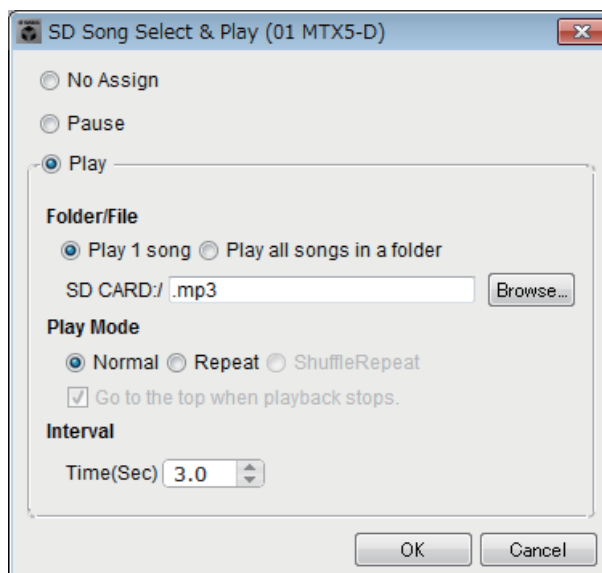 SD Song Select & Play (01 MTX5-D)
No Assign
Pause
Play
Folder/File
Play 1 song Play all songs in a folder
SD CARD:/ .mp3 Browse...
Play Mode
Normal Repeat ShuffleRepeat
Go to the top when playback stops.
Interval
Time(Sec) 3.0
OK Cancel